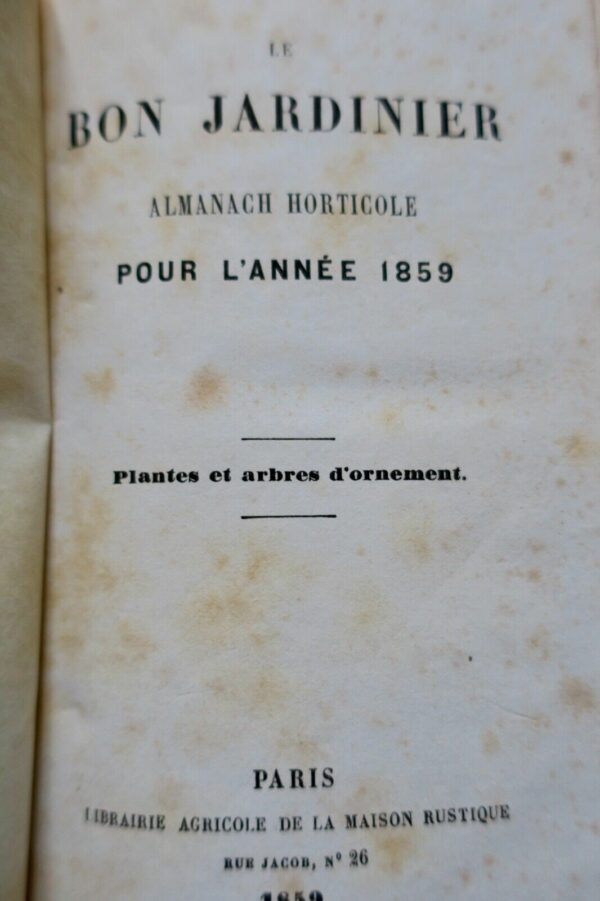 LE
BON JARDINIER
ALMANACH HORTICOLE
POUR L'ANNÉE 1859
Plantes et arbres d'ornement.
PARIS
LIBRAIRIE AGRICOLE DE LA MAISON RUSTIQUE
RUE JACOB, N° 26
1859